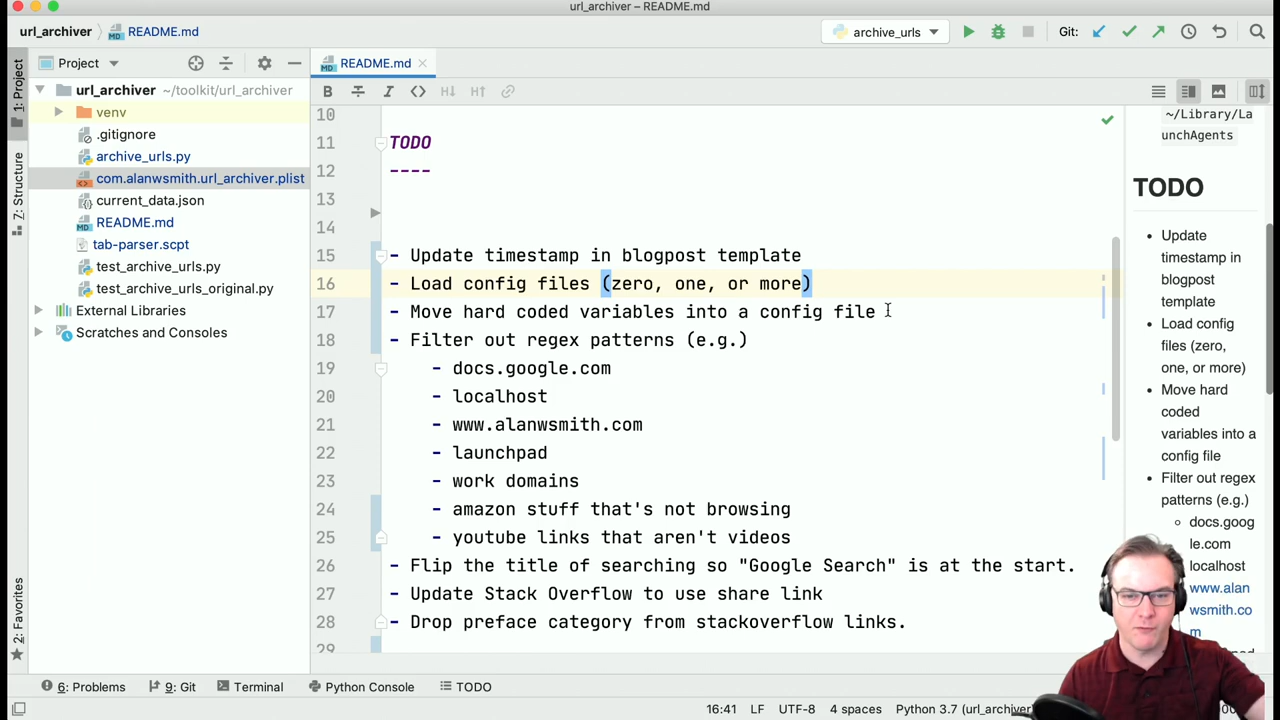 url_archiver – README.md
url_archiver README.md
archive_urls Git:
1: Project
7: Structure
2: Favorites
Project
url_archiver ~/toolkit/url_archiver
venv
.gitignore
archive_urls.py
com.alanwsmith.url_archiver.plist
current_data.json
README.md
tab-parser.scpt
test_archive_urls.py
test_archive_urls_original.py
External Libraries
Scratches and Consoles
README.md
B I <> H↓ H↑
10
11 TODO
12 ----
13
14
15 - Update timestamp in blogpost template
16 - Load config files (zero, one, or more)
17 - Move hard coded variables into a config file
18 - Filter out regex patterns (e.g.)
19 - docs.google.com
20 - localhost
21 - www.alanwsmith.com
22 - launchpad
23 - work domains
24 - amazon stuff that's not browsing
25 - youtube links that aren't videos
26 - Flip the title of searching so "Google Search" is at the start.
27 - Update Stack Overflow to use share link
28 - Drop preface category from stackoverflow links.
29
~/Library/La
unchAgents
TODO
• Update
timestamp in
blogpost
template
• Load config
files (zero,
one, or more)
• Move hard
coded
variables into a
config file
• Filter out regex
patterns (e.g.)
◦ docs.goog
le.com
localhost
www.alan
wsmith.co
m
6: Problems 9: Git Terminal Python Console TODO
16:41 LF UTF-8 4 spaces Python 3.7 (url_archiver)